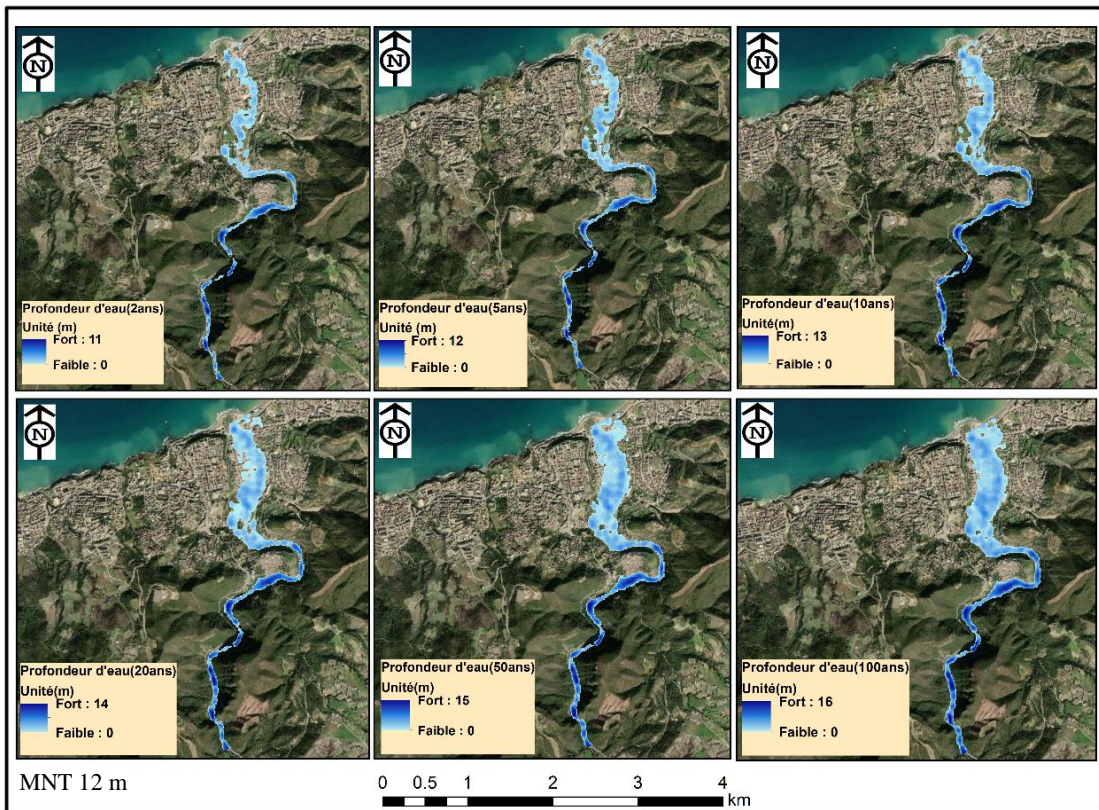 N
N
N
Profondeur d'eau(2ans)
Unité (m)
Fort : 11
Faible : 0
Profondeur d'eau(5ans)
Unité (m)
Fort : 12
Faible : 0
Profondeur d'eau(10ans)
Unité (m)
Fort : 13
Faible : 0
N
N
N
Profondeur d'eau(20ans)
Unité(m)
Fort : 14
Faible : 0
Profondeur d'eau(50ans)
Unité(m)
Fort : 15
Faible : 0
Profondeur d'eau(100ans)
Unité(m)
Fort : 16
Faible : 0
MNT 12 m
0 0.5 1 2 3 4
km